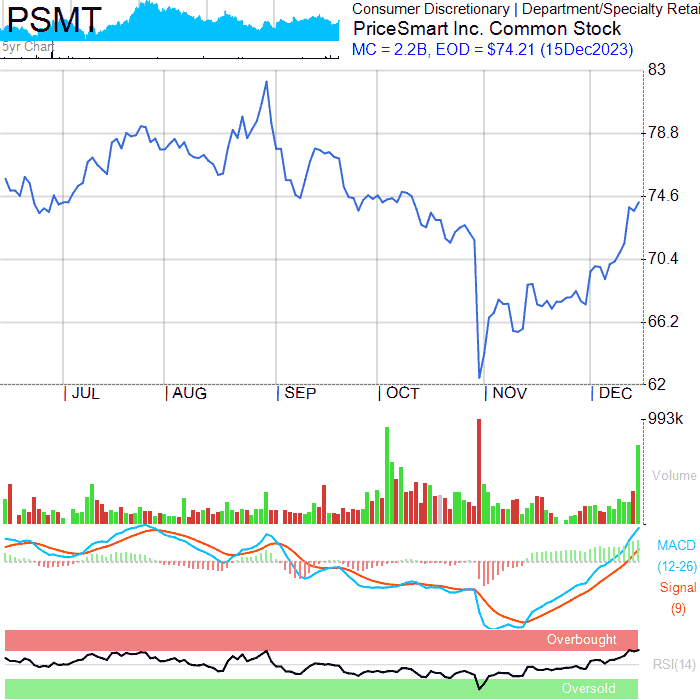 PSMT
5yr Chart
Consumer Discretionary | Department/Specialty Retai
PriceSmart Inc. Common Stock
MC = 2.2B, EOD = $74.21 (15Dec2023)
83
78.8
74.6
70.4
66.2
62
JUL
AUG
SEP
OCT
NOV
DEC
993k
Volume
MACD
(12-26)
Signal
(9)
Overbought
RSI(14)
Oversold